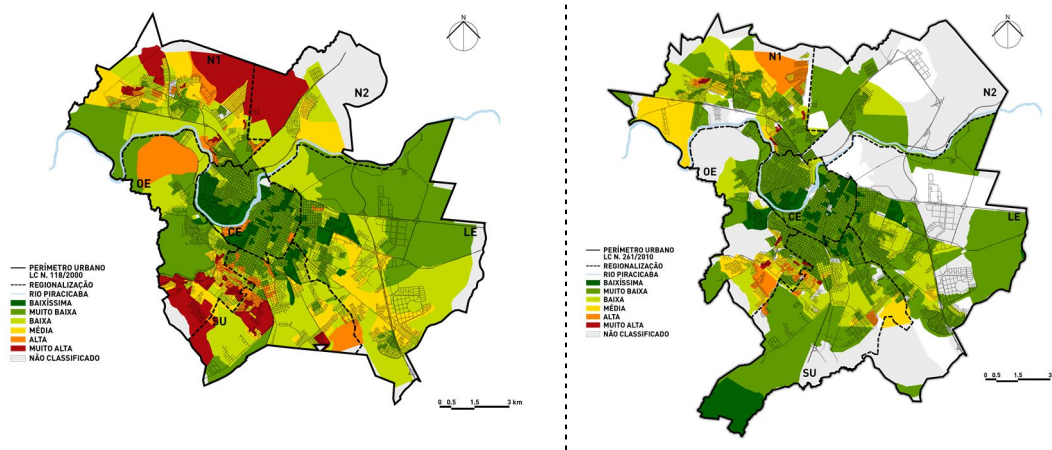 N
N1
N2
OE
CE
LE
SU
PERÍMETRO URBANO
LC N. 118/2000
REGIONALIZAÇÃO
RIO PIRACICABA
BAIXÍSSIMA
MUITO BAIXA
BAIXA
MÉDIA
ALTA
MUITO ALTA
NÃO CLASSIFICADO
0 0.5 1,5 3 km
N
N1
N2
OE
CE
LE
SU
PERÍMETRO URBANO
LC N. 261/2010
REGIONALIZAÇÃO
RIO PIRACICABA
BAIXÍSSIMA
MUITO BAIXA
BAIXA
MÉDIA
ALTA
MUITO ALTA
NÃO CLASSIFICADO
0 0.5 1,5 3